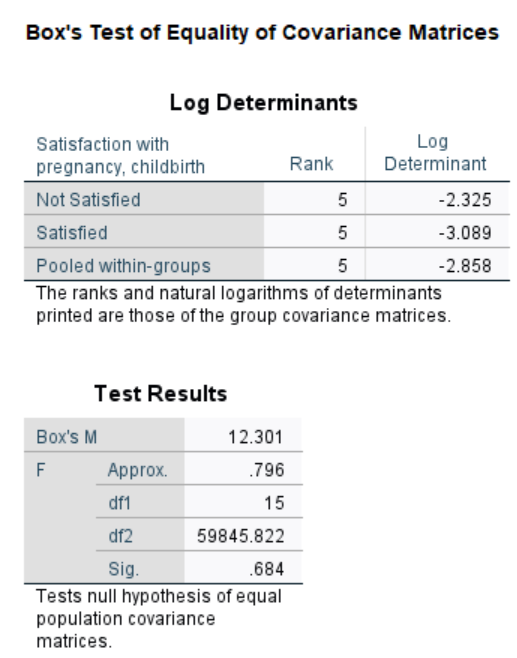 Box's Test of Equality of Covariance Matrices
Log Determinants
Satisfaction with
pregnancy, childbirth
Rank
Log
Determinant
Not Satisfied 5 -2.325
Satisfied 5 -3.089
Pooled within-groups 5 -2.858
The ranks and natural logarithms of determinants
printed are those of the group covariance matrices.
Test Results
Box's M 12.301
F Approx. .796
df1 15
df2 59845.822
Sig. .684
Tests null hypothesis of equal
population covariance
matrices.